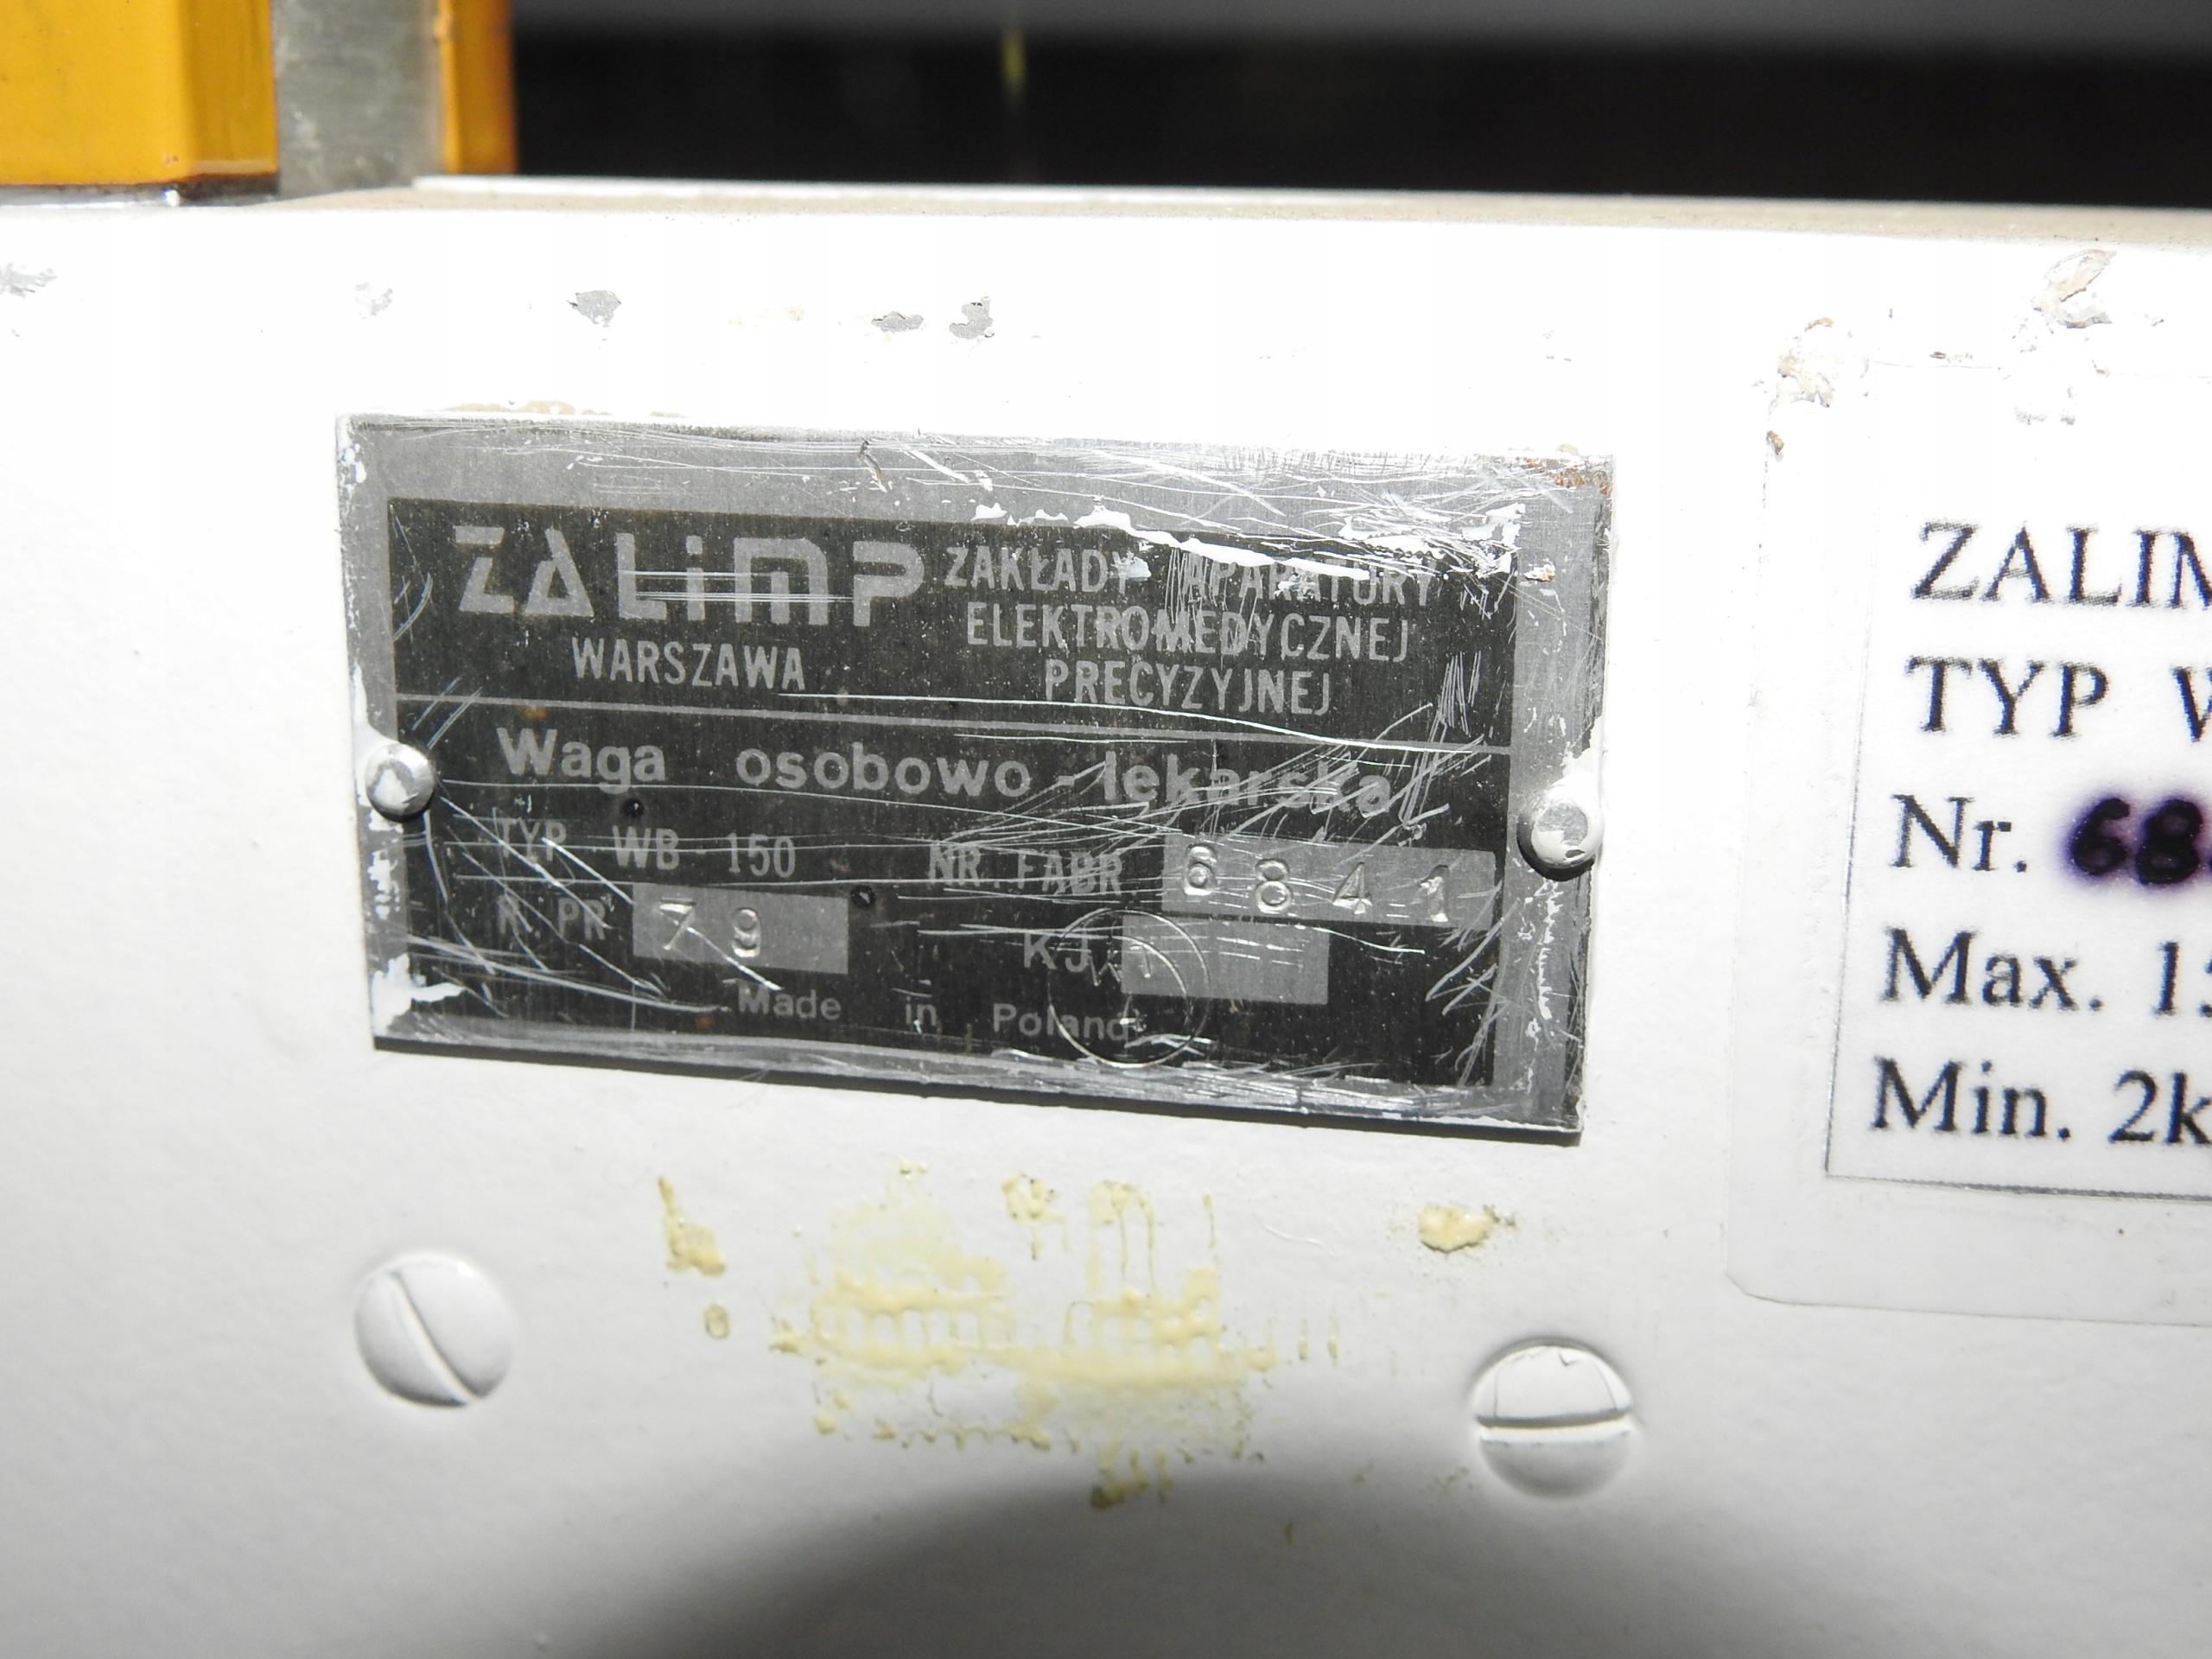 ZALiMP
WARSZAWA
ZAKŁADY APARATURY
ELEKTROMEDYCZNEJ
PRECYZYJNEJ
Waga osobowo-lekarska
TYP WB 150 NR. FABR 6841
R. PR 79 KJ
Made in Poland
ZALIM
TYP W
Nr. 68
Max. 15
Min. 2k